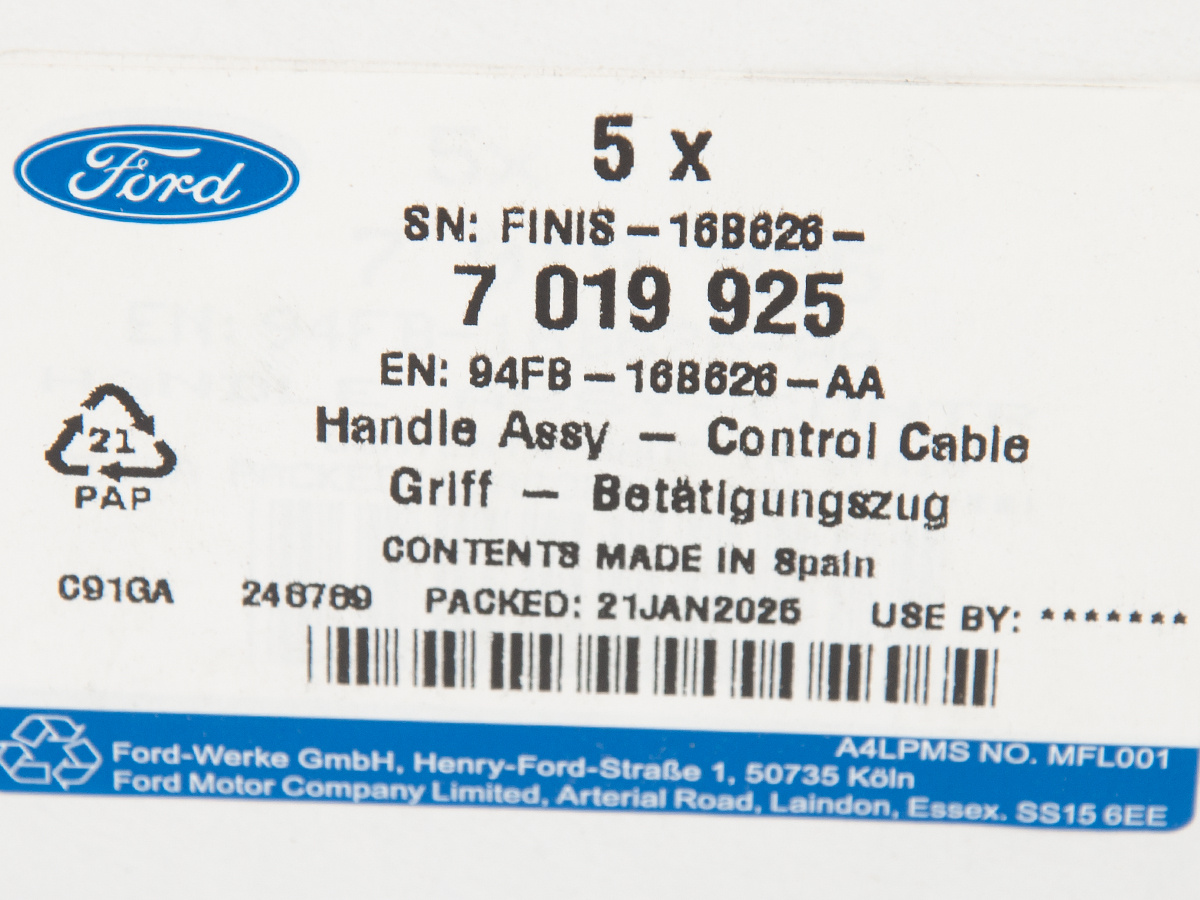 Ford
5 x
SN: FINIS - 16B626 -
7 019 925
EN: 94FB - 16B626 - AA
Handle Assy - Control Cable
Griff - Betätigungszug
21
PAP
CONTENTS MADE IN Spain
C91GA PACKED: 21JAN2025 USE BY: *******
A4LPMS NO. MFL001
Ford-Werke GmbH, Henry-Ford-Straße 1, 50735 Köln
Ford Motor Company Limited, Arterial Road, Laindon, Essex. SS15 6EE